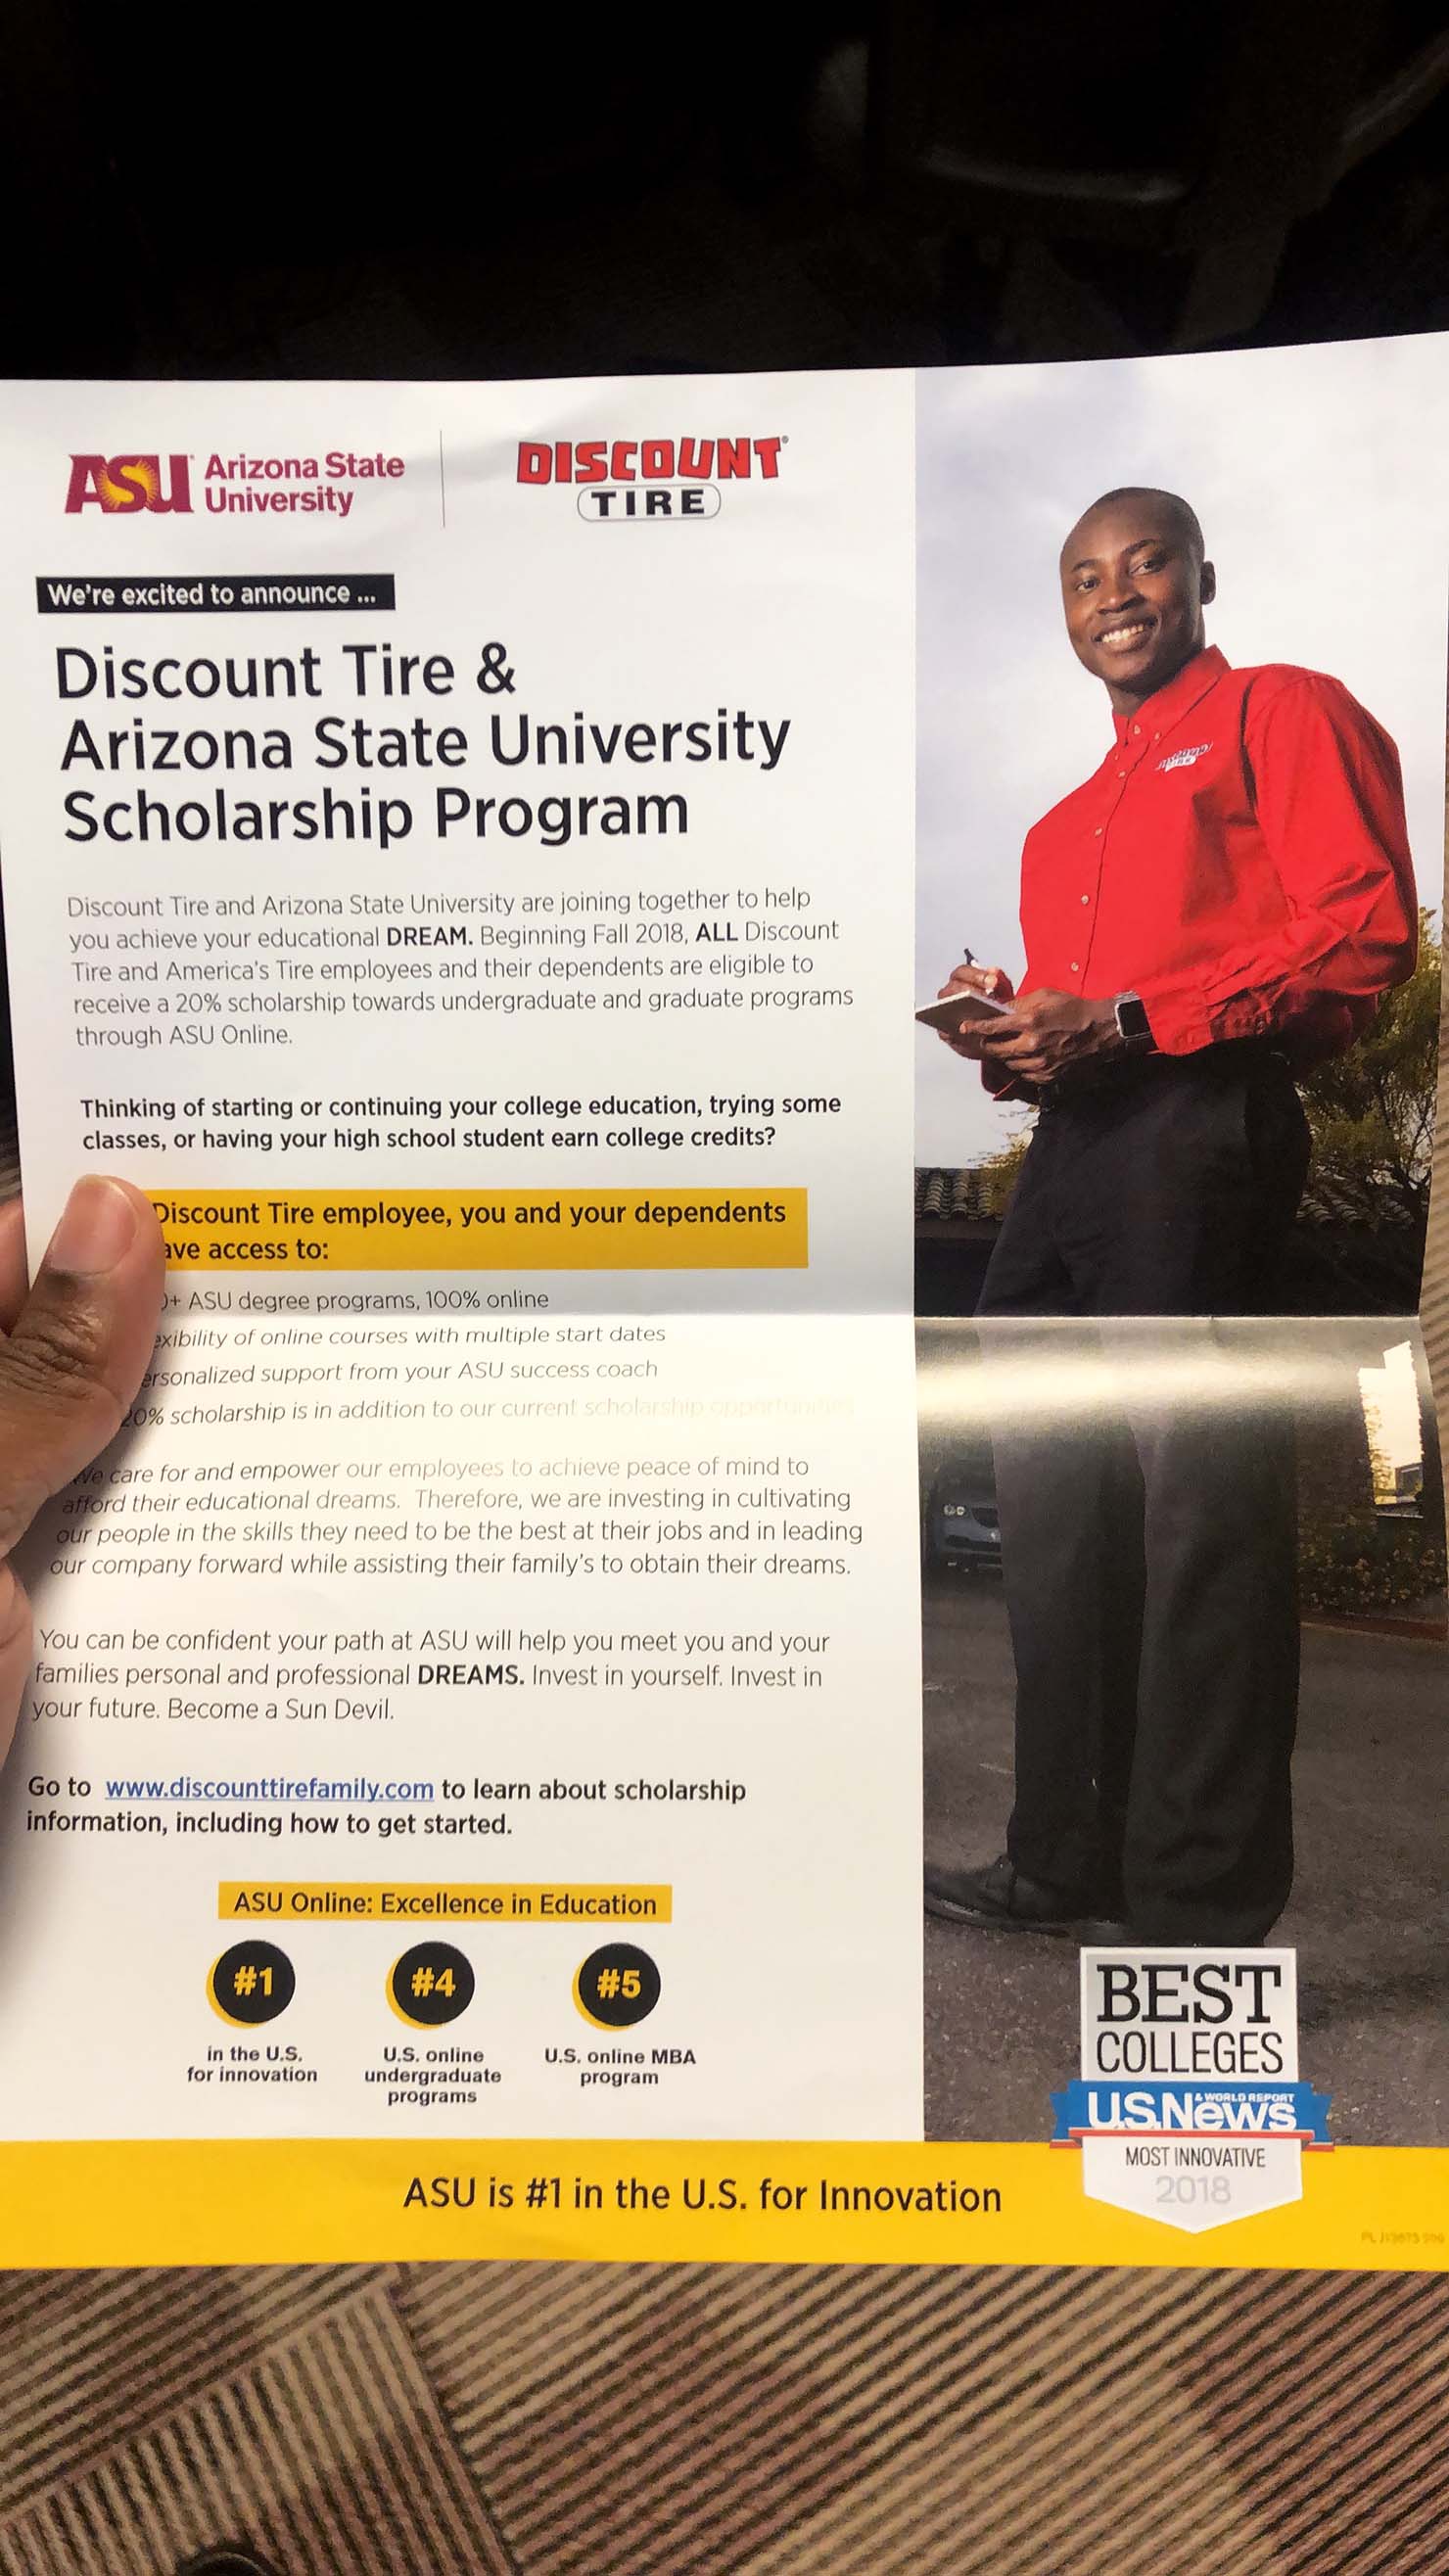 ASU Arizona State
University
DISCOUNT
TIRE
We're excited to announce ...
Discount Tire &
Arizona State University
Scholarship Program
Discount Tire and Arizona State University are joining together to help
you achieve your educational DREAM. Beginning Fall 2018, ALL Discount
Tire and America's Tire employees and their dependents are eligible to
receive a 20% scholarship towards undergraduate and graduate programs
through ASU Online.
Thinking of starting or continuing your college education, trying some
classes, or having your high school student earn college credits?
Discount Tire employee, you and your dependents
access to:
ASU degree programs, 100% online
of online courses with multiple start dates
support from your ASU success coach
20% scholarship is in addition to our current scholarship
We care for and empower our employees to achieve peace of mind to
afford their educational dreams. Therefore, we are investing in cultivating
our people in the skills they need to be the best at their jobs and in leading
our company forward while assisting their family's to obtain their dreams.
You can be confident your path at ASU will help you meet you and your
families personal and professional DREAMS. Invest in yourself. Invest in
your future. Become a Sun Devil.
Go to www.discounttirefamily.com to learn about scholarship
information, including how to get started.
ASU Online: Excellence in Education
#1
in the U.S.
for innovation
#4
U.S. online
undergraduate
programs
#5
U.S. online MBA
program
BEST
COLLEGES
U.S.News & WORLD REPORT
MOST INNOVATIVE
2018
ASU is #1 in the U.S. for Innovation